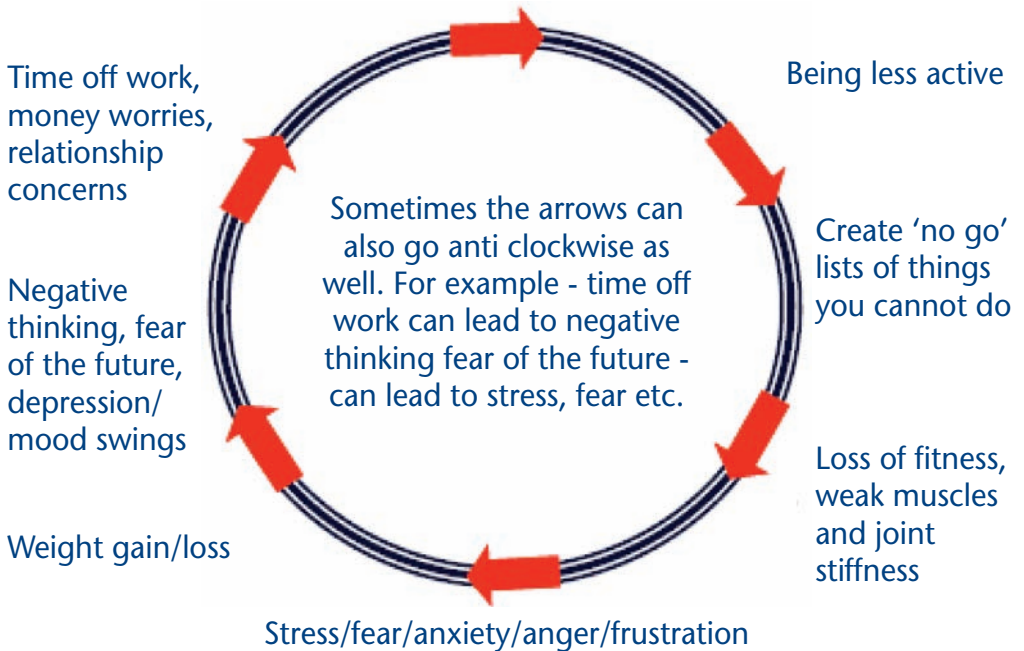 Being less active
Create ‘no go’
lists of things
you cannot do
Loss of fitness,
weak muscles
and joint
stiffness
Stress/fear/anxiety/anger/frustration
Weight gain/loss
Negative
thinking, fear
of the future,
depression/
mood swings
Time off work,
money worries,
relationship
concerns
Sometimes the arrows can
also go anti clockwise as
well. For example - time off
work can lead to negative
thinking fear of the future -
can lead to stress, fear etc.